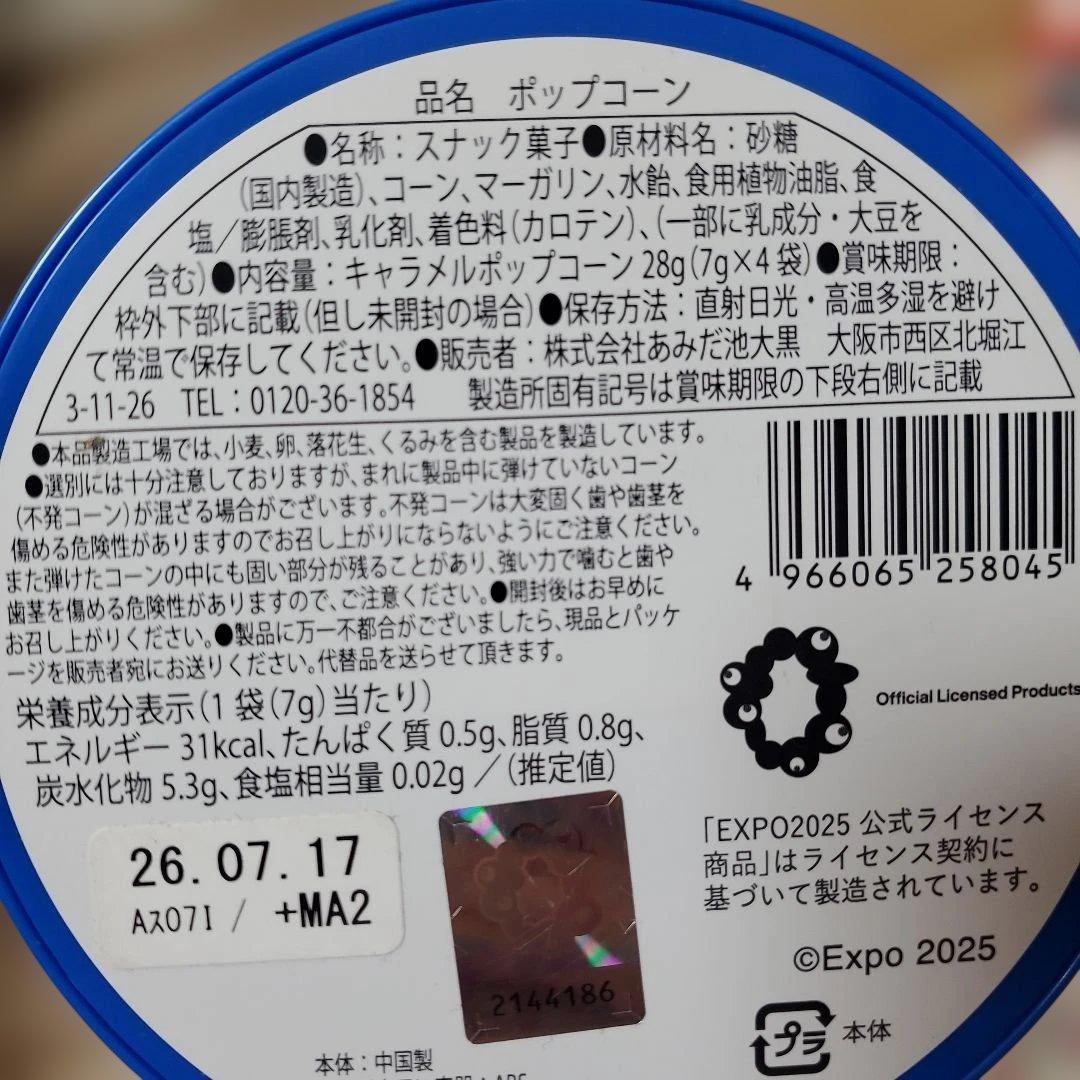 品名　ポップコーン
●名称：スナック菓子●原材料名：砂糖
(国内製造)、コーン、マーガリン、水飴、食用植物油脂、食
塩／膨脹剤、乳化剤、着色料(カロテン)、(一部に乳成分・大豆を
含む)●内容量：キャラメルポップコーン 28g(7g×4袋)●賞味期限：
枠外下部に記載(但し未開封の場合)●保存方法：直射日光・高温多湿を避け
て常温で保存してください。●販売者：株式会社あみだ池大黒　大阪市西区北堀江
3-11-26　TEL：0120-36-1854　　製造所固有記号は賞味期限の下段右側に記載
●本品製造工場では、小麦、卵、落花生、くるみを含む製品を製造しています。
●選別には十分注意しておりますが、まれに製品中に弾けていないコーン
(不発コーン)が混ざる場合がございます。不発コーンは大変固く歯や歯茎を
傷める危険性がありますのでお召し上がりにならないようにご注意ください。
また弾けたコーンの中にも固い部分が残ることがあり、強い力で噛むと歯や
歯茎を傷める危険性がありますので、ご注意ください。●開封後はお早めに
お召し上がりください。●製品に万一不都合がございましたら、現品とパッケ
ージを販売者宛にお送りください。代替品を送らせて頂きます。
栄養成分表示(1袋(7g)当たり)
エネルギー 31kcal、たんぱく質 0.5g、脂質 0.8g、
炭水化物 5.3g、食塩相当量 0.02g ／(推定値)
4 966065 258045
Official Licensed Products
「EXPO2025 公式ライセンス
商品」はライセンス契約に
基づいて製造されています。
©Expo 2025
26.07.17
Aス07I / +MA2
2144186
プラ 本体
本体：中国製